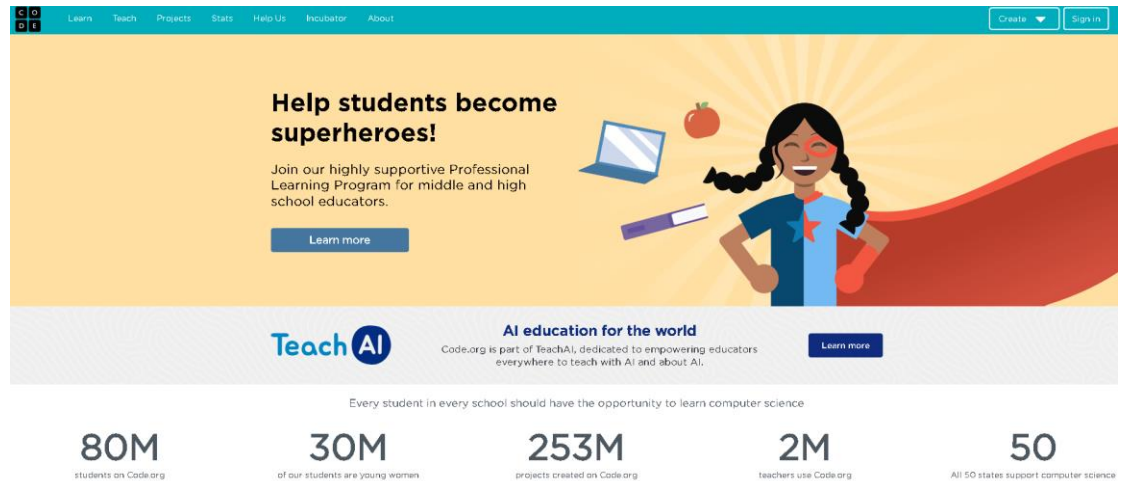 C O
D E
Learn Teach Projects Stats Help Us Incubator About
Create Sign in
Help students become
superheroes!
Join our highly supportive Professional
Learning Program for middle and high
school educators.
Learn more
Teach AI
AI education for the world
Code.org is part of TeachAI, dedicated to empowering educators
everywhere to teach with AI and about AI.
Learn more
Every student in every school should have the opportunity to learn computer science
80M
students on Code.org
30M
of our students are young women
253M
projects created on Code.org
2M
teachers use Code.org
50
All 50 states support computer science